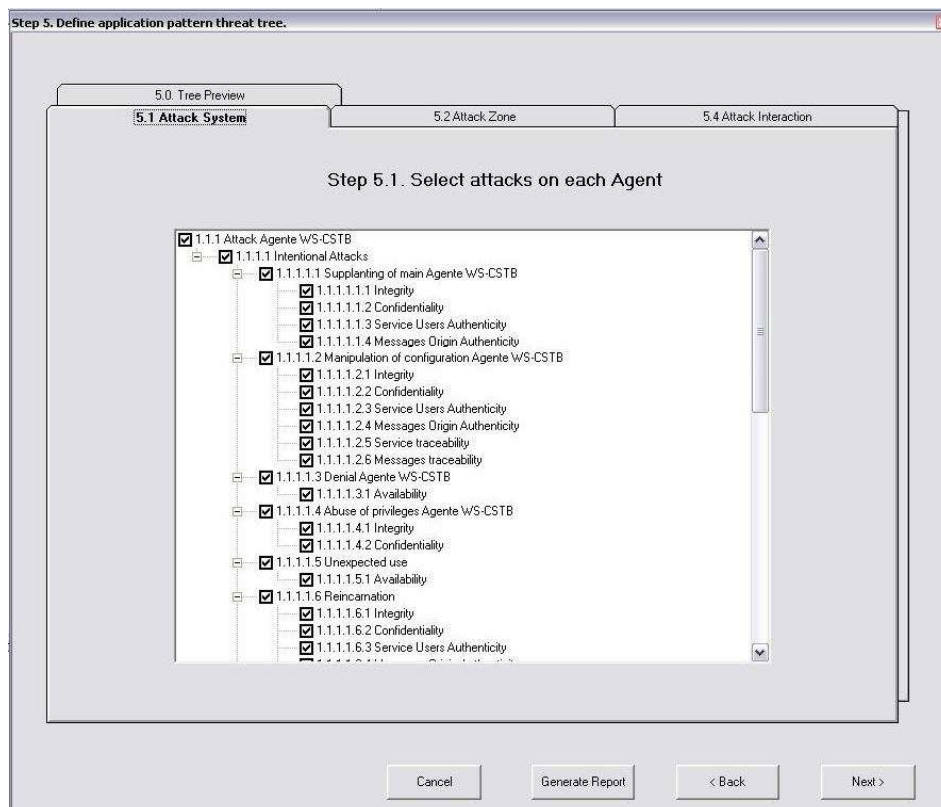 Step 5. Define application pattern threat tree.
5.0. Tree Preview
5.1 Attack System
5.2 Attack Zone
5.4 Attack Interaction
Step 5.1. Select attacks on each Agent
1.1.1 Attack Agente WS-CSTB
1.1.1.1 Intentional Attacks
1.1.1.1.1 Supplanting of main Agente WS-CSTB
1.1.1.1.1.1 Integrity
1.1.1.1.1.2 Confidentiality
1.1.1.1.1.3 Service Users Authenticity
1.1.1.1.1.4 Messages Origin Authenticity
1.1.1.1.2 Manipulation of configuration Agente WS-CSTB
1.1.1.1.2.1 Integrity
1.1.1.1.2.2 Confidentiality
1.1.1.1.2.3 Service Users Authenticity
1.1.1.1.2.4 Messages Origin Authenticity
1.1.1.1.2.5 Service traceability
1.1.1.1.2.6 Messages traceability
1.1.1.1.3 Denial Agente WS-CSTB
1.1.1.1.3.1 Availability
1.1.1.1.4 Abuse of privileges Agente WS-CSTB
1.1.1.1.4.1 Integrity
1.1.1.1.4.2 Confidentiality
1.1.1.1.5 Unexpected use
1.1.1.1.5.1 Availability
1.1.1.1.6 Reincarnation
1.1.1.1.6.1 Integrity
1.1.1.1.6.2 Confidentiality
1.1.1.1.6.3 Service Users Authenticity
Cancel
Generate Report
< Back
Next >